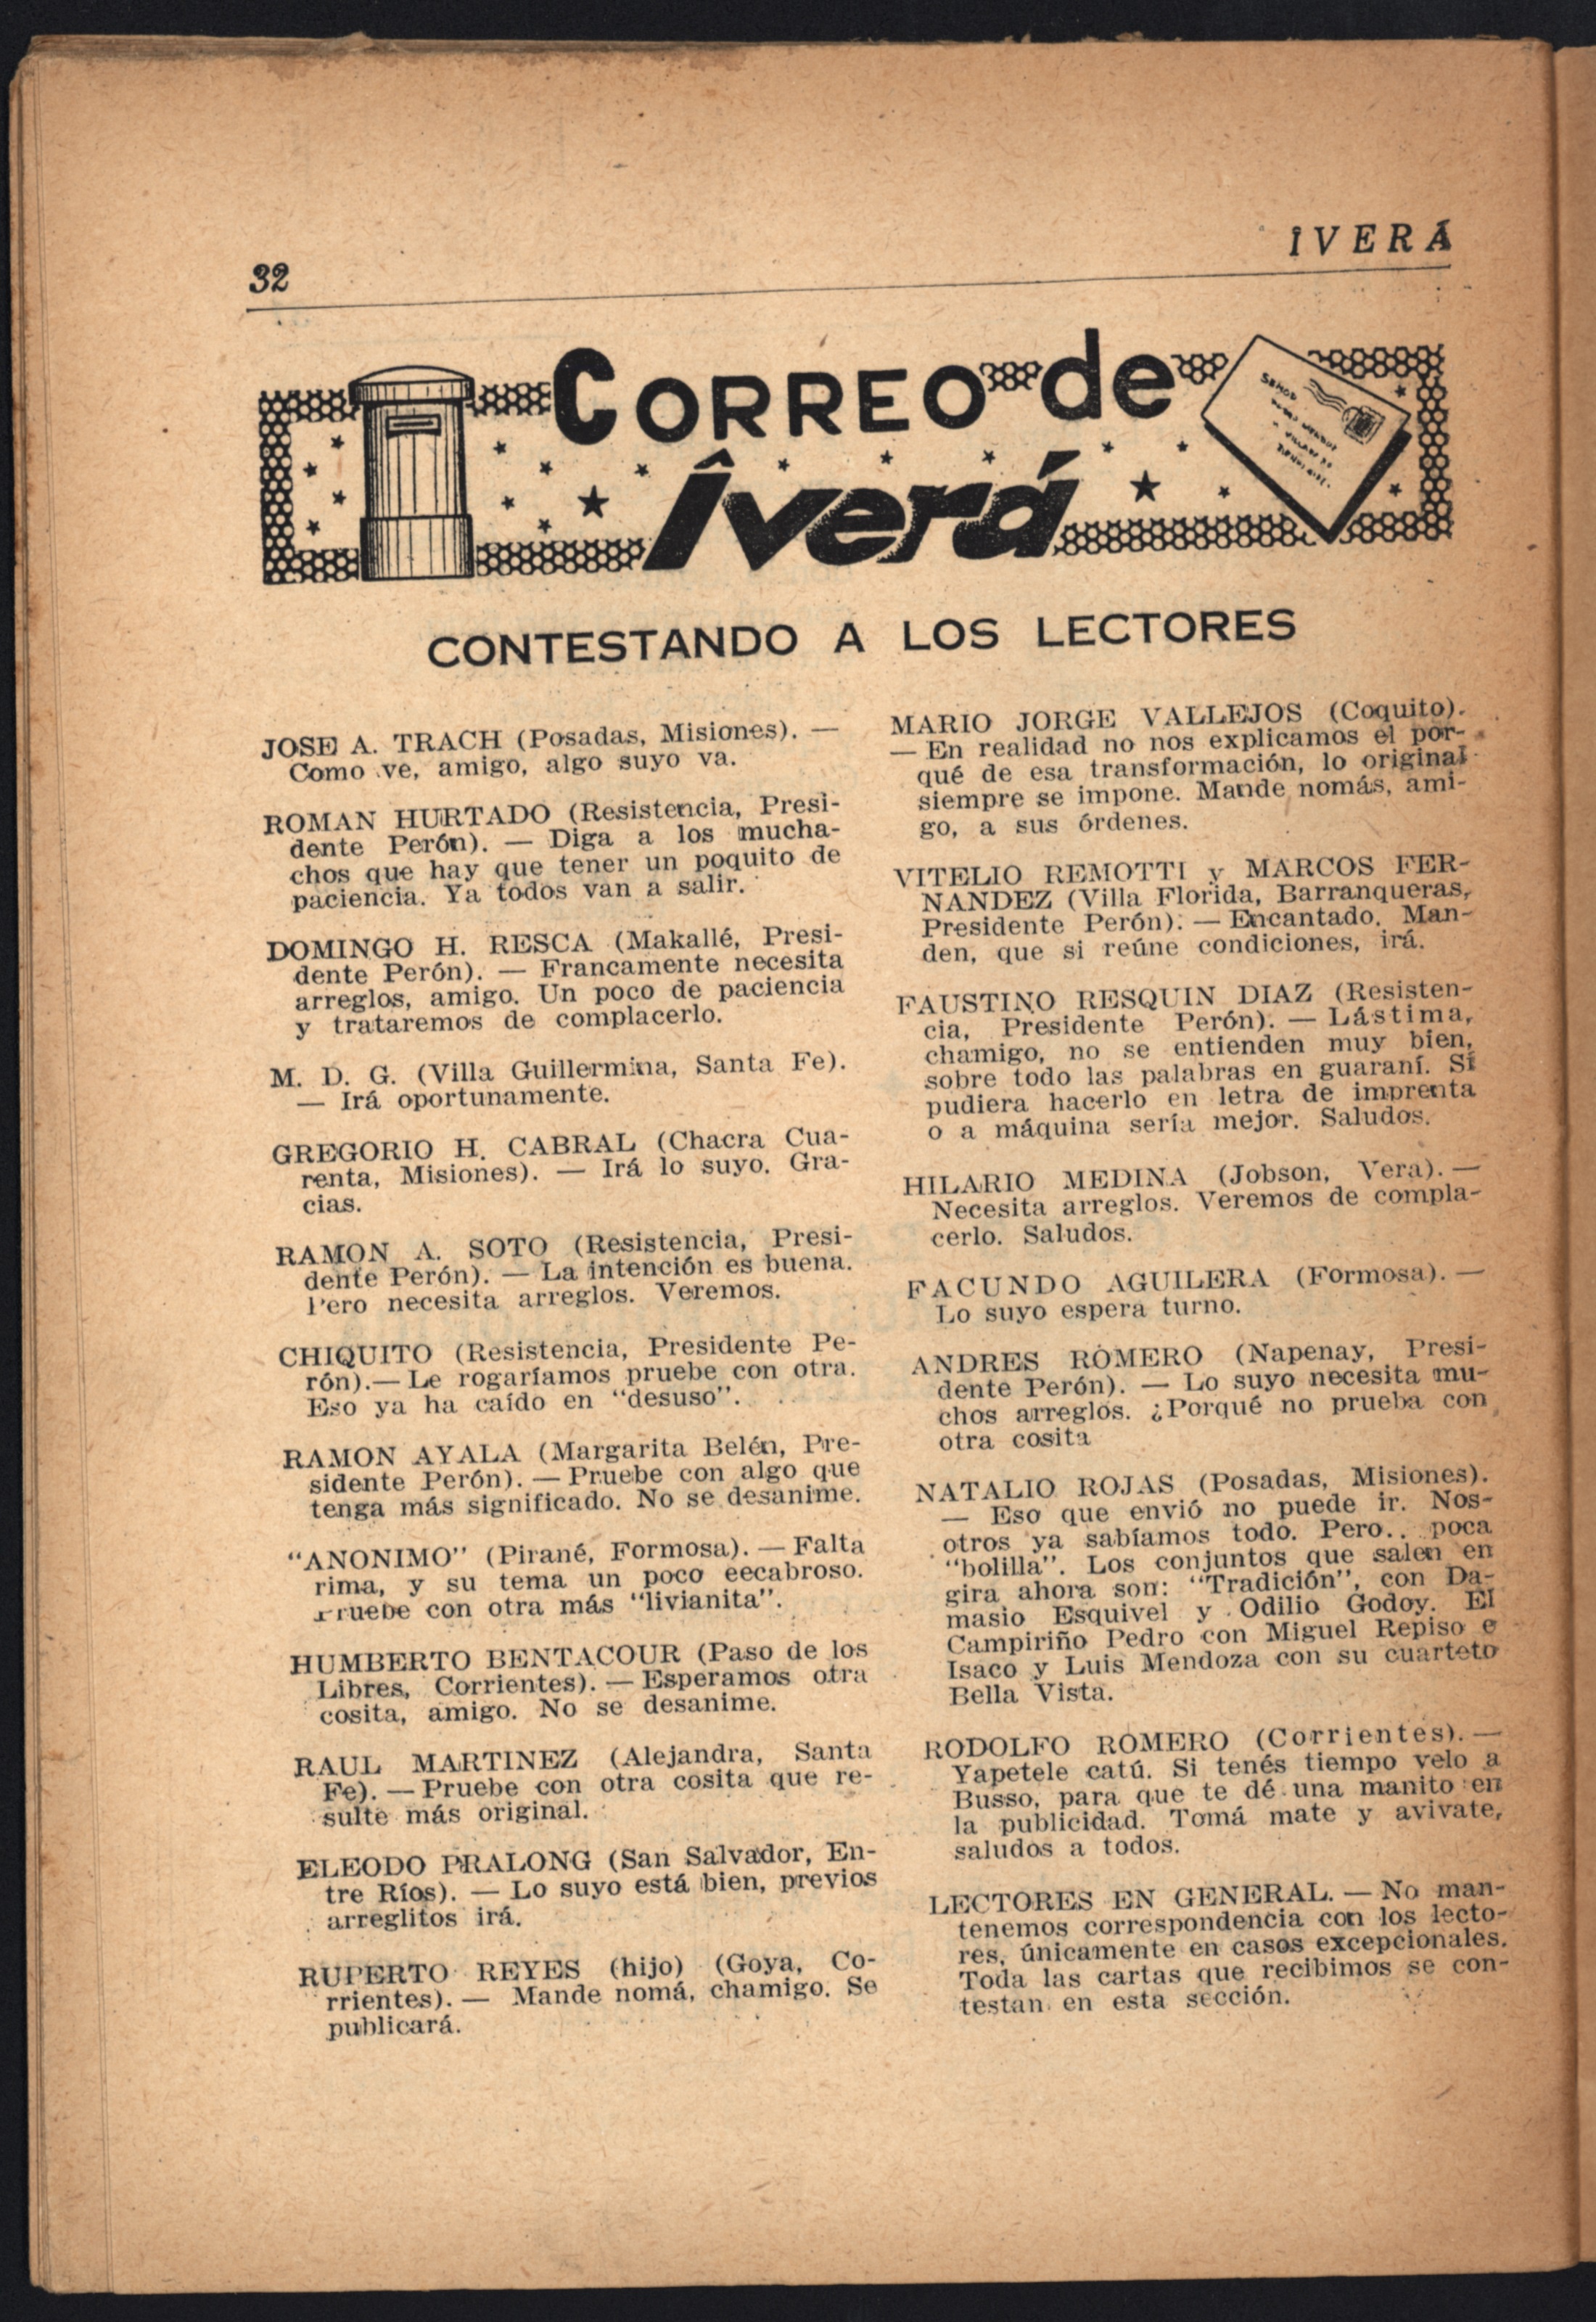 32
ÎVERÁ
CORREO de
Îverá
CONTESTANDO A LOS LECTORES
JOSE A. TRACH (Posadas, Misiones). —
Como ve, amigo, algo suyo va.
ROMAN HURTADO (Resistencia, Presi-
dente Perón). — Diga a los mucha-
chos que hay que tener un poquito de
paciencia. Ya todos van a salir.
DOMINGO H. RESCA (Makallé, Presi-
dente Perón). — Francamente necesita
arreglos, amigo. Un poco de paciencia
y trataremos de complacerlo.
M. D. G. (Villa Guillermina, Santa Fe).
— Irá oportunamente.
GREGORIO H. CABRAL (Chacra Cua-
renta, Misiones). — Irá lo suyo. Gra-
cias.
RAMON A. SOTO (Resistencia, Presi-
dente Perón). — La intención es buena.
Pero necesita arreglos. Veremos.
CHIQUITO (Resistencia, Presidente Pe-
rón).— Le rogaríamos pruebe con otra.
Eso ya ha caído en “desuso”.
RAMON AYALA (Margarita Belén, Pre-
sidente Perón). — Pruebe con algo que
tenga más significado. No se desanime.
“ANONIMO” (Pirané, Formosa). — Falta
rima, y su tema un poco eecabroso.
Pruebe con otra más “livianita”.
HUMBERTO BENTACOUR (Paso de los
Libres, Corrientes). — Esperamos otra
cosita, amigo. No se desanime.
RAUL MARTINEZ (Alejandra, Santa
Fe). — Pruebe con otra cosita que re-
sulte más original.
ELEODO PRALONG (San Salvador, En-
tre Ríos). — Lo suyo está bien, previos
arreglitos irá.
RUPERTO REYES (hijo) (Goya, Co-
rrientes). — Mande nomá, chamigo. Se
publicará.
MARIO JORGE VALLEJOS (Coquito).
— En realidad no nos explicamos el por-
qué de esa transformación, lo original
siempre se impone. Mande nomás, ami-
go, a sus órdenes.
VITELIO REMOTTI y MARCOS FER-
NANDEZ (Villa Florida, Barranqueras,
Presidente Perón). — Encantado. Man-
den, que si reúne condiciones, irá.
FAUSTINO RESQUIN DIAZ (Resisten-
cia, Presidente Perón). — Lástima,
chamigo, no se entienden muy bien,
sobre todo las palabras en guaraní. Si
pudiera hacerlo en letra de imprenta
o a máquina sería mejor. Saludos.
HILARIO MEDINA (Jobson, Vera). —
Necesita arreglos. Veremos de compla-
cerlo. Saludos.
FACUNDO AGUILERA (Formosa). —
Lo suyo espera turno.
ANDRES ROMERO (Napenay, Presi-
dente Perón). — Lo suyo necesita mu-
chos arreglos. ¿Porqué no prueba con
otra cosita
NATALIO ROJAS (Posadas, Misiones).
— Eso que envió no puede ir. Nos-
otros ya sabíamos todo. Pero.. poca
“bolilla”. Los conjuntos que salen en
gira ahora son: “Tradición”, con Da-
masio Esquivel y Odilio Godoy. El
Campiriño Pedro con Miguel Repiso e
Isaco y Luis Mendoza con su cuarteto
Bella Vista.
RODOLFO ROMERO (Corrientes). —
Yapetele catú. Si tenés tiempo velo a
Busso, para que te dé una manito en
la publicidad. Tomá mate y avivate,
saludos a todos.
LECTORES EN GENERAL. — No man-
tenemos correspondencia con los lecto-
res, únicamente en casos excepcionales.
Toda las cartas que recibimos se con-
testan en esta sección.